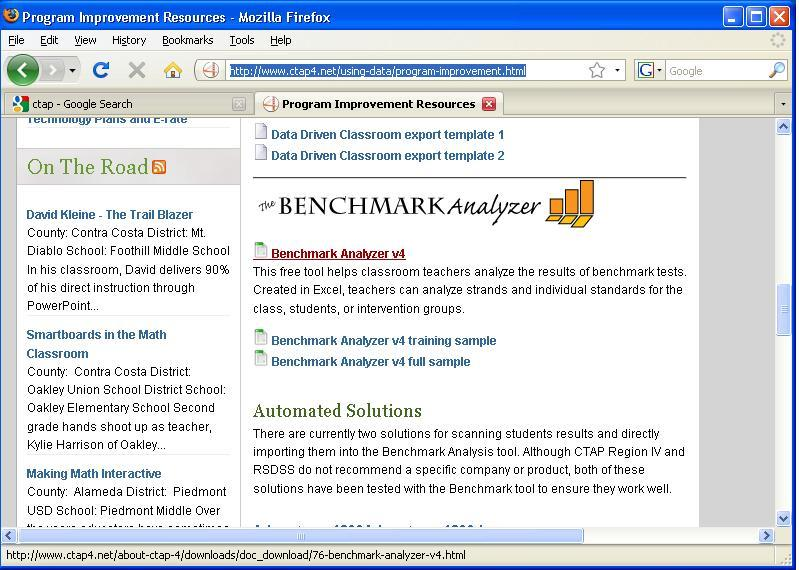 Program Improvement Resources - Mozilla Firefox
File Edit View History Bookmarks Tools Help
http://www.ctap4.net/using-data/program-improvement.html
G Google
ctap - Google Search
Program Improvement Resources
Technology Plans and E-rate
On The Road
David Kleine - The Trail Blazer
County: Contra Costa District: Mt.
Diablo School: Foothill Middle School
In his classroom, David delivers 90%
of his direct instruction through
PowerPoint...
Smartboards in the Math
Classroom
County: Contra Costa District:
Oakley Union School District School:
Oakley Elementary School Second
grade hands shoot up as teacher,
Kylie Harrison of Oakley...
Making Math Interactive
County: Alameda District: Piedmont
USD School: Piedmont Middle Over
the years educators have sometimes
Data Driven Classroom export template 1
Data Driven Classroom export template 2
The BENCHMARK Analyzer
Benchmark Analyzer v4
This free tool helps classroom teachers analyze the results of benchmark tests.
Created in Excel, teachers can analyze strands and individual standards for the
class, students, or intervention groups.
Benchmark Analyzer v4 training sample
Benchmark Analyzer v4 full sample
Automated Solutions
There are currently two solutions for scanning students results and directly
importing them into the Benchmark Analysis tool. Although CTAP Region IV and
RSDSS do not recommend a specific company or product, both of these
solutions have been tested with the Benchmark tool to ensure they work well.
http://www.ctap4.net/about-ctap-4/downloads/doc_download/76-benchmark-analyzer-v4.html